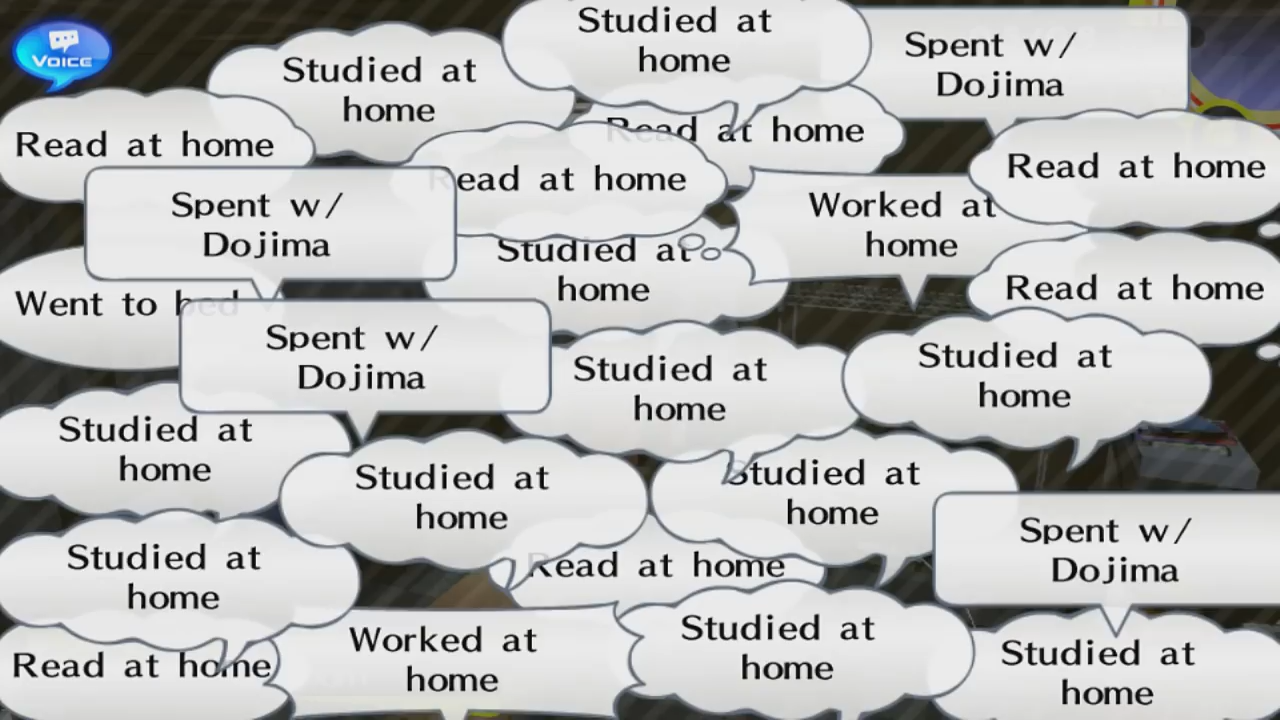 VOICE
Studied at
home
Studied at
home
Spent w/
Dojima
Read at home
Read at home
Read at home
Read at home
Spent w/
Dojima
Worked at
home
Studied at
home
Went to bed
Read at home
Spent w/
Dojima
Studied at
home
Studied at
home
Studied at
home
Studied at
home
Studied at
home
Spent w/
Dojima
Studied at
home
Read at home
Studied at
home
Worked at
home
Read at home
Studied at
home